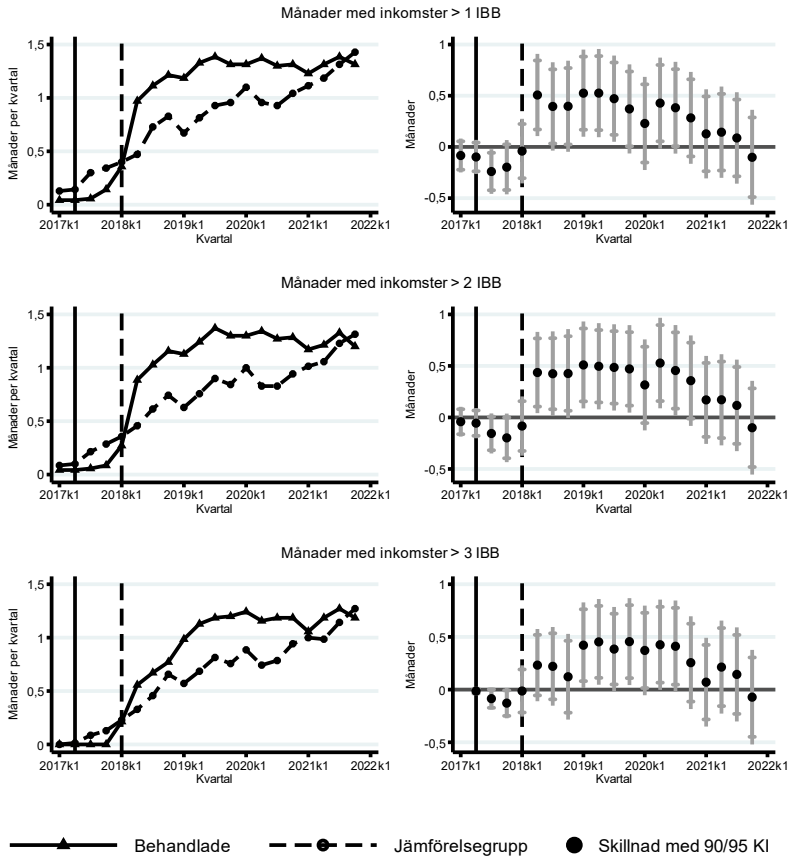 Månader med inkomster > 1 IBB
Månader per kvartal
1,5
1
0,5
0
2017k1 2018k1 2019k1 2020k1 2021k1 2022k1
Kvartal
Månader
1
0,5
0
-0,5
2017k1 2018k1 2019k1 2020k1 2021k1 2022k1
Kvartal
Månader med inkomster > 2 IBB
Månader per kvartal
1,5
1
0,5
0
2017k1 2018k1 2019k1 2020k1 2021k1 2022k1
Kvartal
Månader
1
0,5
0
-0,5
2017k1 2018k1 2019k1 2020k1 2021k1 2022k1
Kvartal
Månader med inkomster > 3 IBB
Månader per kvartal
1,5
1
0,5
0
2017k1 2018k1 2019k1 2020k1 2021k1 2022k1
Kvartal
Månader
1
0,5
0
-0,5
2017k1 2018k1 2019k1 2020k1 2021k1 2022k1
Kvartal
Behandlade Jämförelsegrupp Skillnad med 90/95 KI